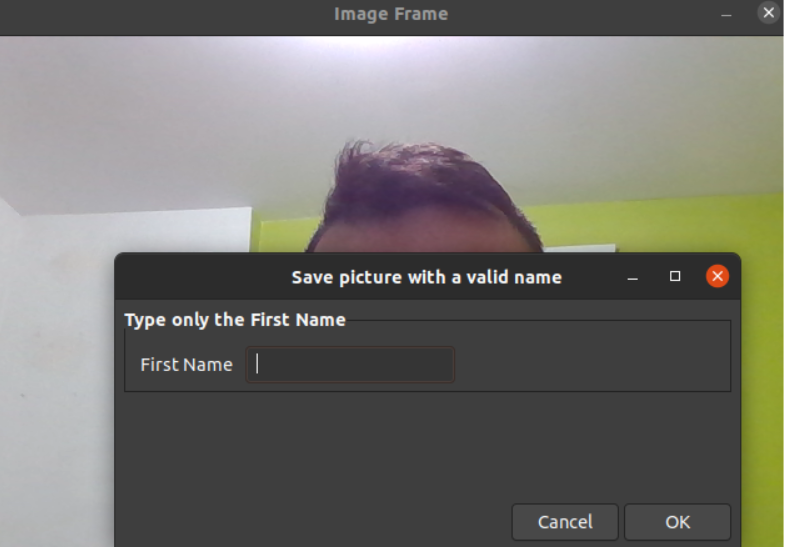 Image Frame
Save picture with a valid name
Type only the First Name
First Name
Cancel
OK